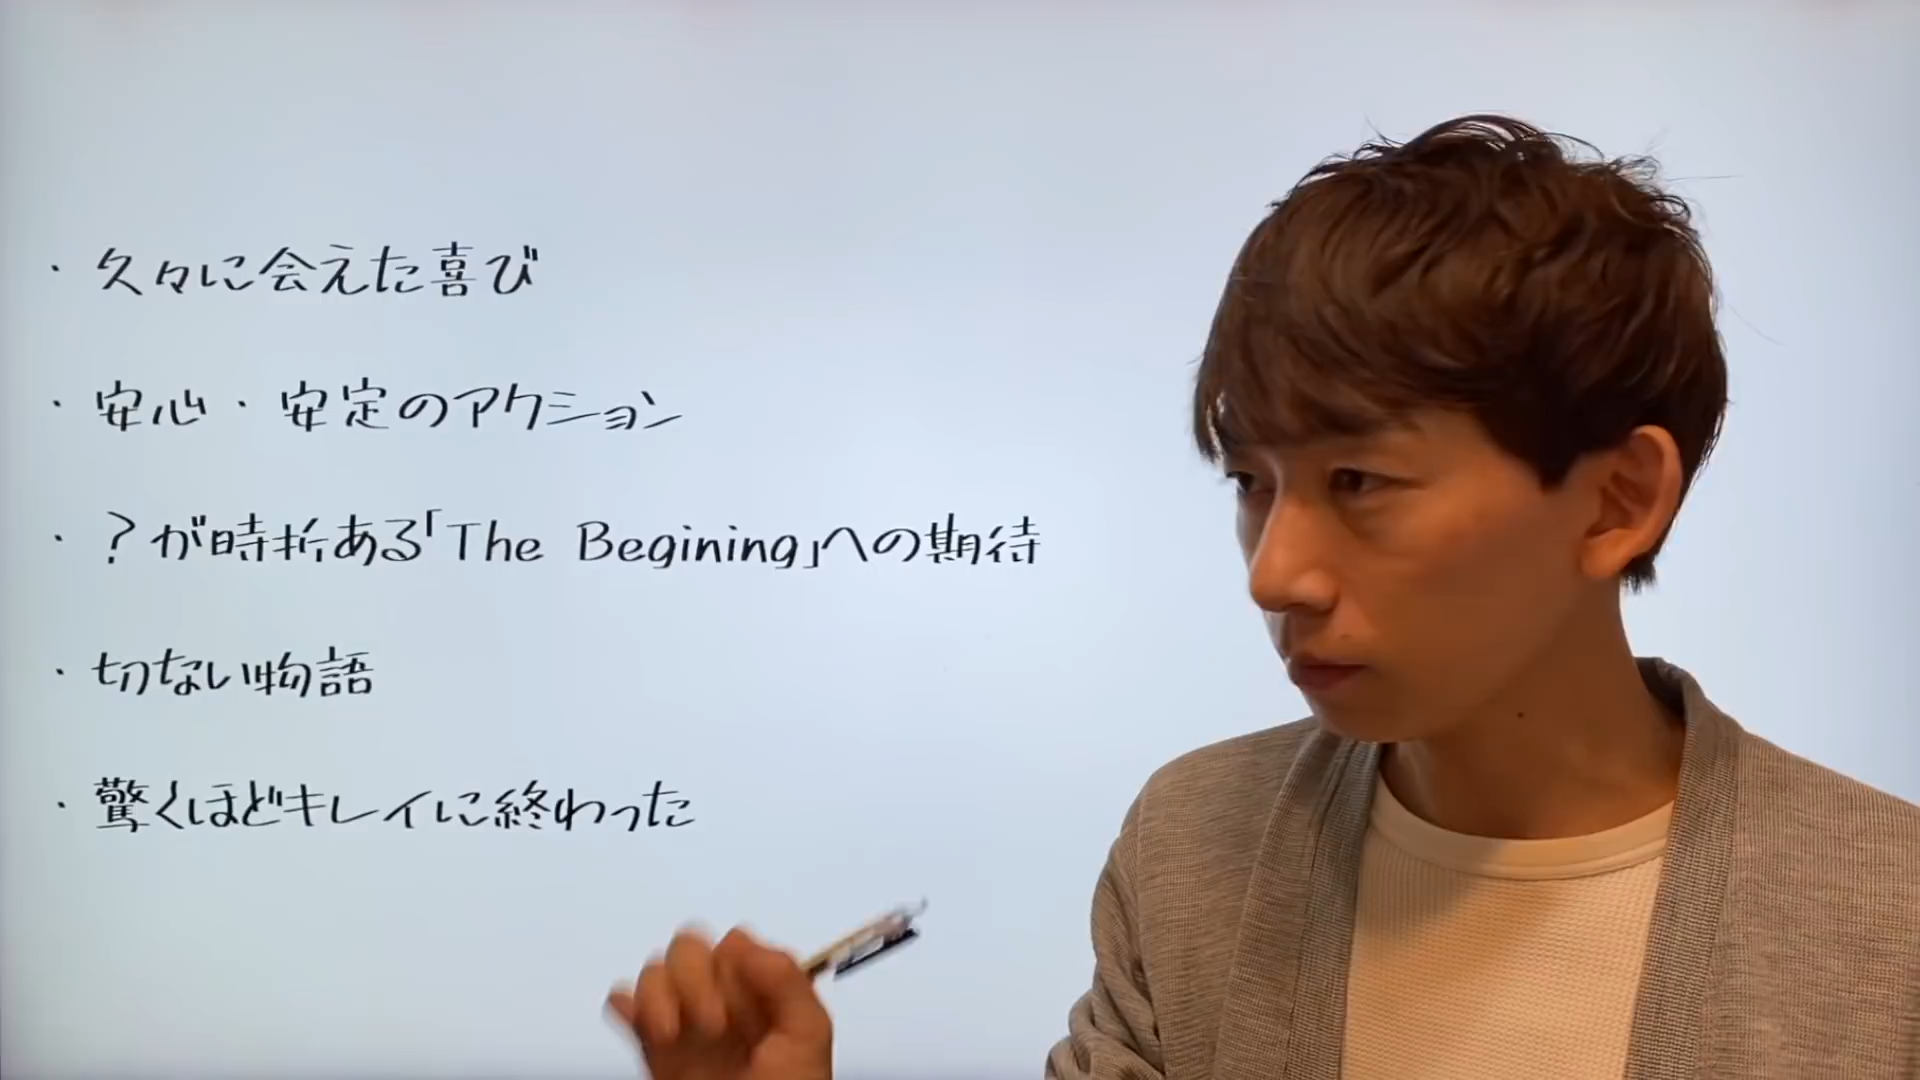 ・久々に会えた喜び
・安心・安定のアクション
・?が時折ある「The Begining」への期待
・切ない物語
・驚くほどキレイに終わった